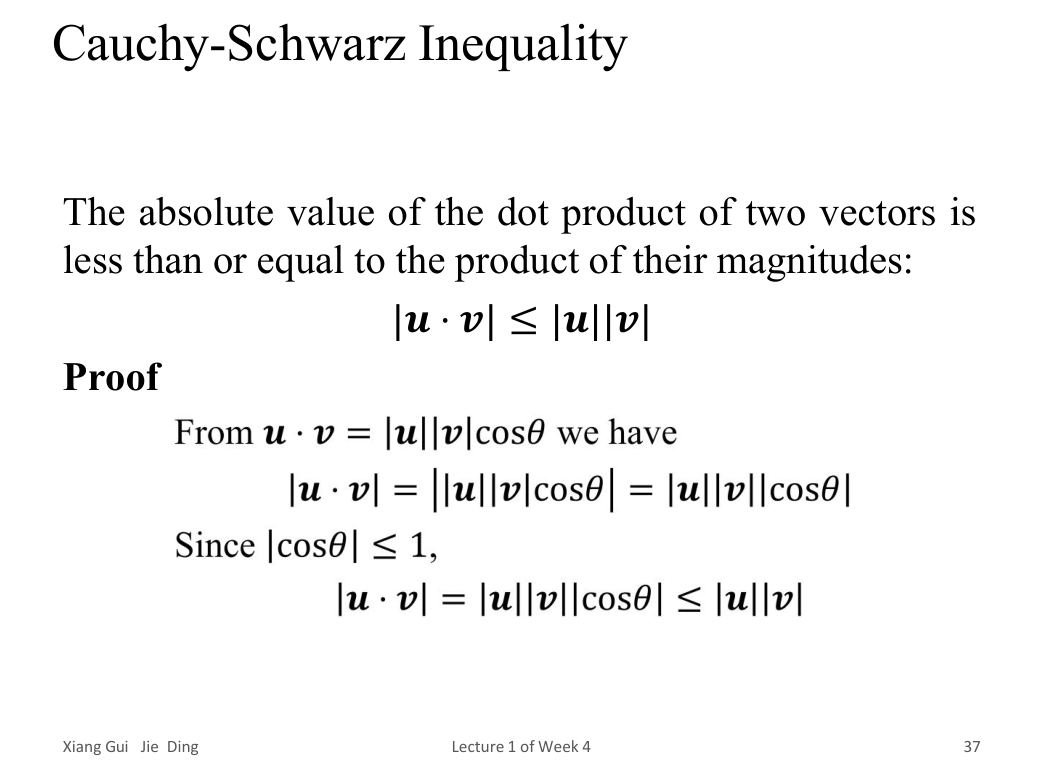 Cauchy-Schwarz Inequality
The absolute value of the dot product of two vectors is
less than or equal to the product of their magnitudes:
|𝒖 · 𝒗| ≤ |𝒖||𝒗|
Proof
From 𝒖 · 𝒗 = |𝒖||𝒗|cos𝜃 we have
|𝒖 · 𝒗| = ||𝒖||𝒗|cos𝜃| = |𝒖||𝒗||cos𝜃|
Since |cos𝜃| ≤ 1,
|𝒖 · 𝒗| = |𝒖||𝒗||cos𝜃| ≤ |𝒖||𝒗|
Xiang Gui Jie Ding Lecture 1 of Week 4 37